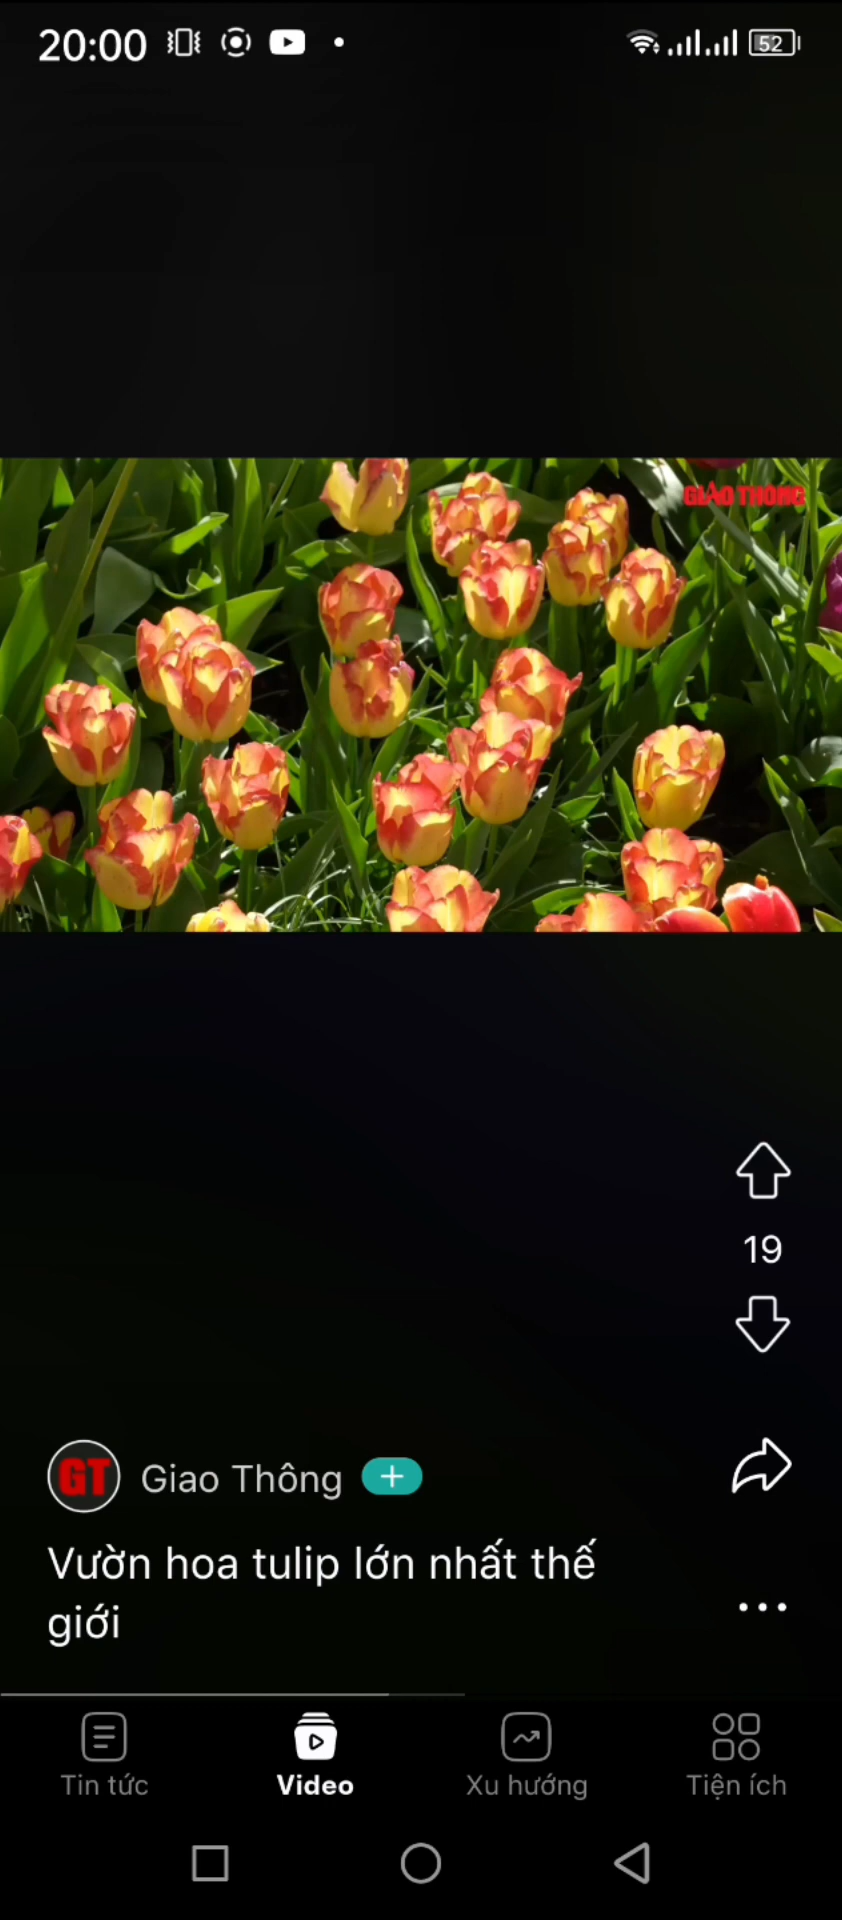 20:00
52
GIAO THÔNG
19
GT
Giao Thông
Vườn hoa tulip lớn nhất thế
giới
Tin tức
Video
Xu hướng
Tiện ích